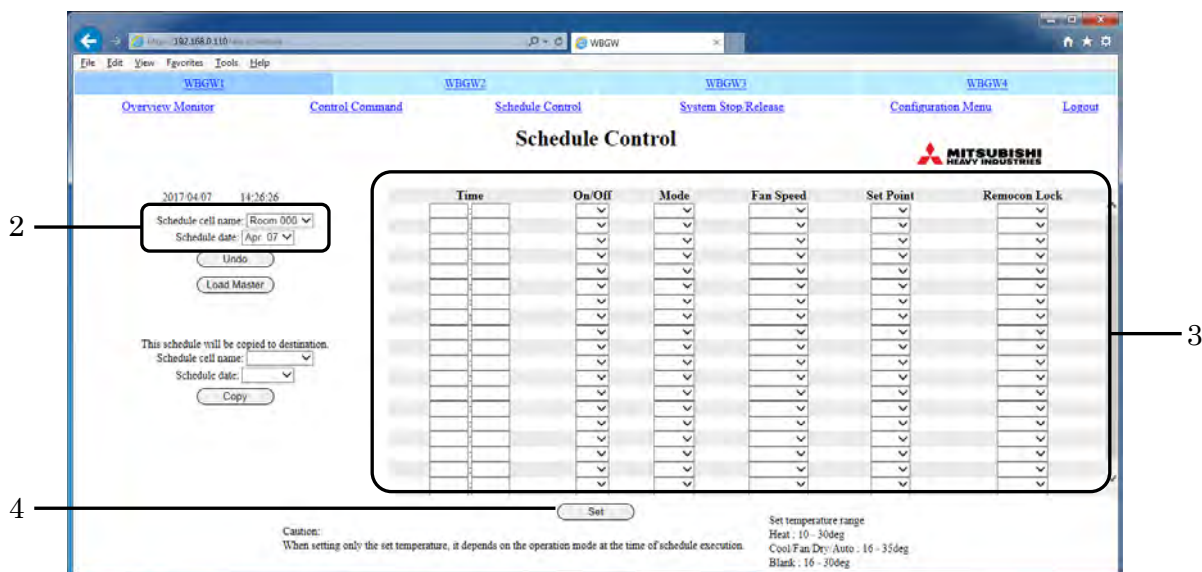 192.168.0.110
WBGW
File Edit View Favorites Tools Help
WBGW1 WBGW2 WBGW3 WBGW4
Overview Monitor Control Command Schedule Control System Stop/Release Configuration Menu Logout
Schedule Control
MITSUBISHI
HEAVY INDUSTRIES
2017/04/07 14:26:26
Time On/Off Mode Fan Speed Set Point Remocon Lock
2
Schedule cell name: Room 000
Schedule date: Apr. 07
Undo
Load Master
3
This schedule will be copied to destination.
Schedule cell name:
Schedule date:
Copy
4
Set
Caution:
When setting only the set temperature, it depends on the operation mode at the time of schedule execution.
Set temperature range
Heat : 10 - 30deg
Cool/Fan/Dry/Auto : 16 - 35deg
Blank : 16 - 30deg